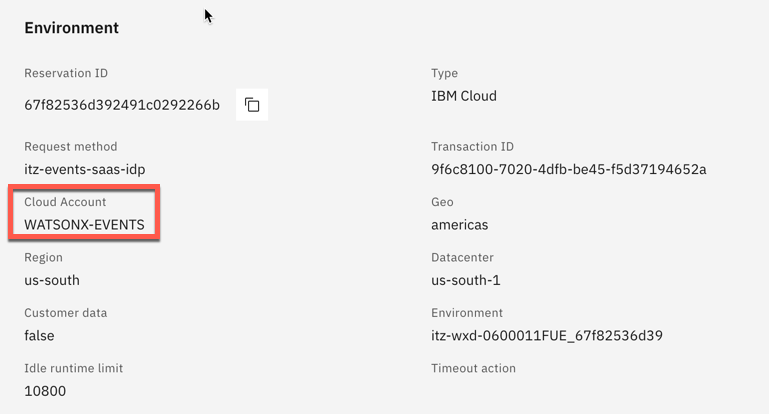 Environment
Reservation ID
67f82536d392491c0292266b
Type
IBM Cloud
Request method
itz-events-saas-idp
Transaction ID
9f6c8100-7020-4dfb-be45-f5d37194652a
Cloud Account
WATSONX-EVENTS
Geo
americas
Region
us-south
Datacenter
us-south-1
Customer data
false
Environment
itz-wxd-0600011FUE_67f82536d39
Idle runtime limit
10800
Timeout action